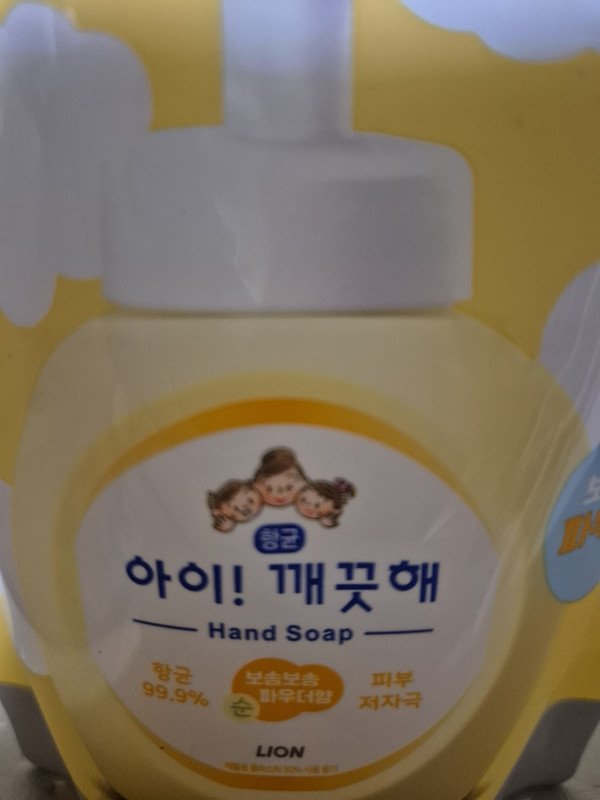 항균
아이! 깨끗해
Hand Soap
항균
99.9%
보송보송
파우더향
순
피부
저자극
LION